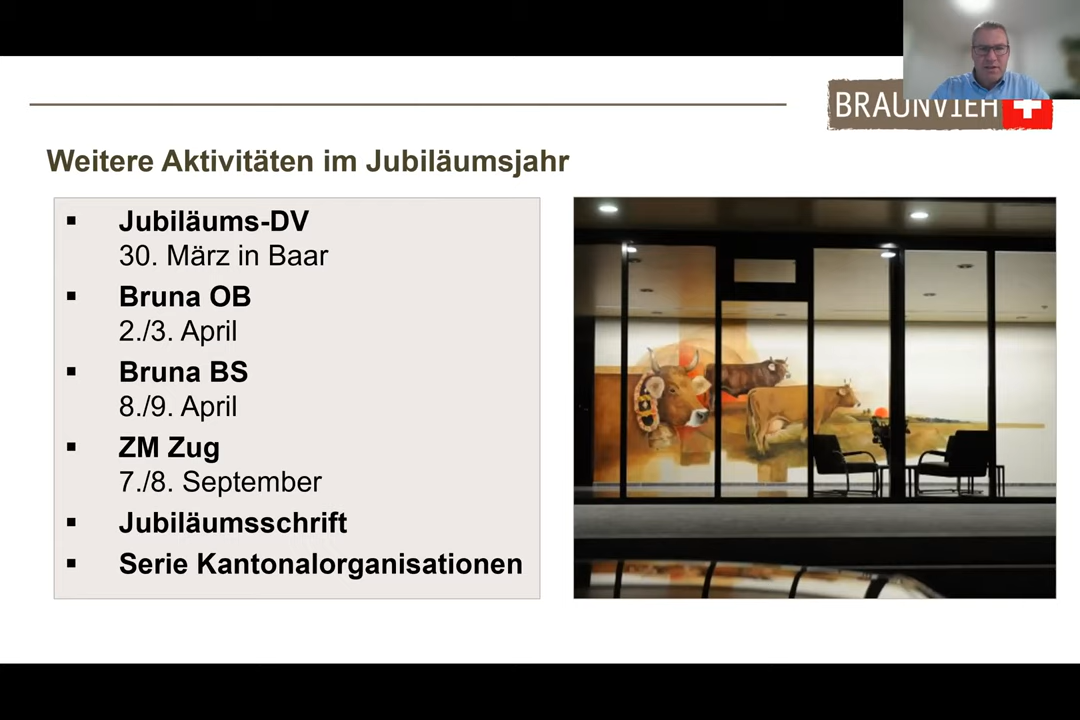 BRAUNVIEH
Weitere Aktivitäten im Jubiläumsjahr
▪ Jubiläums-DV
30. März in Baar
▪ Bruna OB
2./3. April
▪ Bruna BS
8./9. April
▪ ZM Zug
7./8. September
▪ Jubiläumsschrift
▪ Serie Kantonalorganisationen